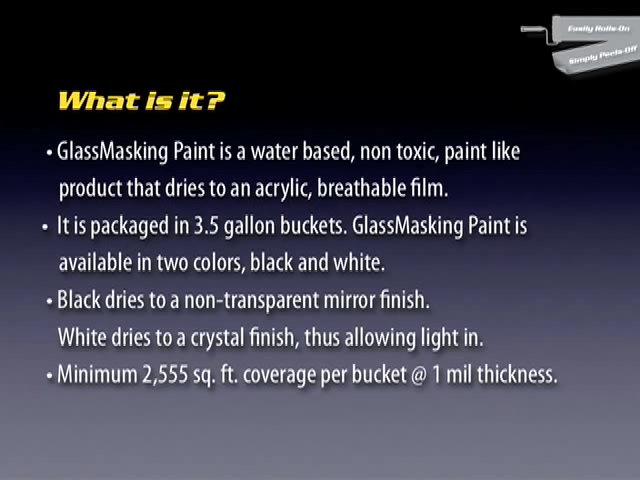 Easily Rolls-On
Simply Peels-Off
What is it?
• GlassMasking Paint is a water based, non toxic, paint like
product that dries to an acrylic, breathable film.
• It is packaged in 3.5 gallon buckets. GlassMasking Paint is
available in two colors, black and white.
• Black dries to a non-transparent mirror finish.
White dries to a crystal finish, thus allowing light in.
• Minimum 2,555 sq. ft. coverage per bucket @ 1 mil thickness.